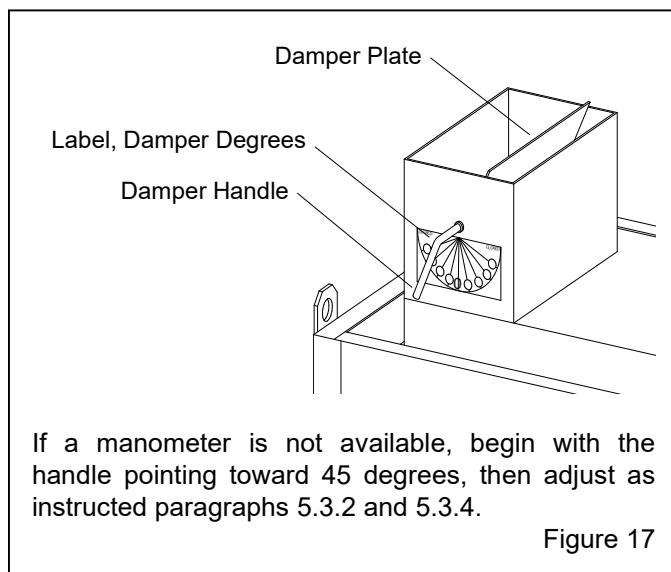 Damper Plate
Label, Damper Degrees
Damper Handle
If a manometer is not available, begin with the
handle pointing toward 45 degrees, then adjust as
instructed paragraphs 5.3.2 and 5.3.4.
Figure 17